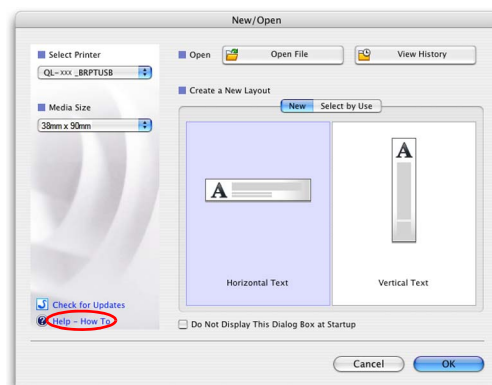 New/Open
Select Printer
QL-xxx _BRPTUSB
Media Size
38mm x 90mm
Check for Updates
Help - How To
Open
Open File
View History
Create a New Layout
New
Select by Use
A
Horizontal Text
A
Vertical Text
Do Not Display This Dialog Box at Startup
Cancel
OK